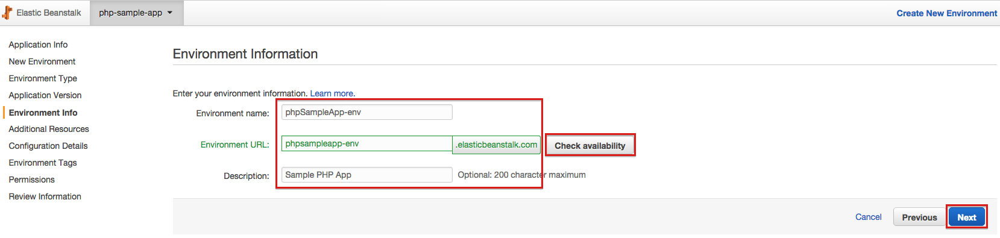 Elastic Beanstalk php-sample-app Create New Environment
Application Info
New Environment
Environment Type
Application Version
Environment Info
Additional Resources
Configuration Details
Environment Tags
Permissions
Review Information
Environment Information
Enter your environment information. Learn more.
Environment name: phpSampleApp-env
Environment URL: phpsampleapp-env .elasticbeanstalk.com Check availability
Description: Sample PHP App Optional: 200 character maximum
Cancel Previous Next